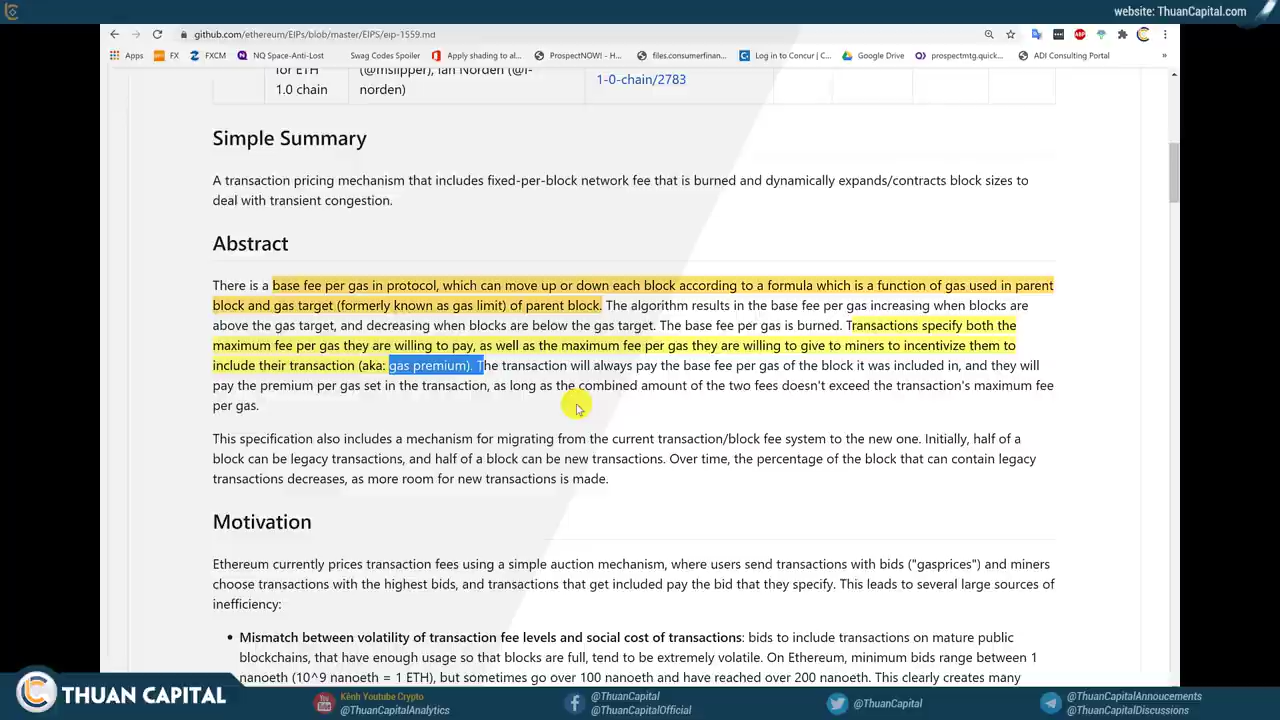 website: ThuanCapital.com
github.com/ethereum/EIPs/blob/master/EIPS/eip-1559.md
Apps FX FXCM NQ Space-Anti-Lost Swag Codes Spoiler Apply shading to al... ProspectNOW! - H... files.consumerfinan... Log in to Concur | C... Google Drive prospectmtg.quick... ADI Consulting Portal »
for ETH
1.0 chain
norden)
1-0-chain/2783
Simple Summary
A transaction pricing mechanism that includes fixed-per-block network fee that is burned and dynamically expands/contracts block sizes to
deal with transient congestion.
Abstract
There is a base fee per gas in protocol, which can move up or down each block according to a formula which is a function of gas used in parent
block and gas target (formerly known as gas limit) of parent block. The algorithm results in the base fee per gas increasing when blocks are
above the gas target, and decreasing when blocks are below the gas target. The base fee per gas is burned. Transactions specify both the
maximum fee per gas they are willing to pay, as well as the maximum fee per gas they are willing to give to miners to incentivize them to
include their transaction (aka: gas premium). The transaction will always pay the base fee per gas of the block it was included in, and they will
pay the premium per gas set in the transaction, as long as the combined amount of the two fees doesn't exceed the transaction's maximum fee
per gas.
This specification also includes a mechanism for migrating from the current transaction/block fee system to the new one. Initially, half of a
block can be legacy transactions, and half of a block can be new transactions. Over time, the percentage of the block that can contain legacy
transactions decreases, as more room for new transactions is made.
Motivation
Ethereum currently prices transaction fees using a simple auction mechanism, where users send transactions with bids ("gasprices") and miners
choose transactions with the highest bids, and transactions that get included pay the bid that they specify. This leads to several large sources of
inefficiency:
• Mismatch between volatility of transaction fee levels and social cost of transactions: bids to include transactions on mature public
blockchains, that have enough usage so that blocks are full, tend to be extremely volatile. On Ethereum, minimum bids range between 1
nanoeth (10^9 nanoeth = 1 ETH), but sometimes go over 100 nanoeth and have reached over 200 nanoeth. This clearly creates many
THUAN CAPITAL
Kênh Youtube Crypto
@ThuanCapitalAnalytics
@ThuanCapital
@ThuanCapitalOfficial
@ThuanCapital
@ThuanCapitalAnnoucements
@ThuanCapitalDiscussions